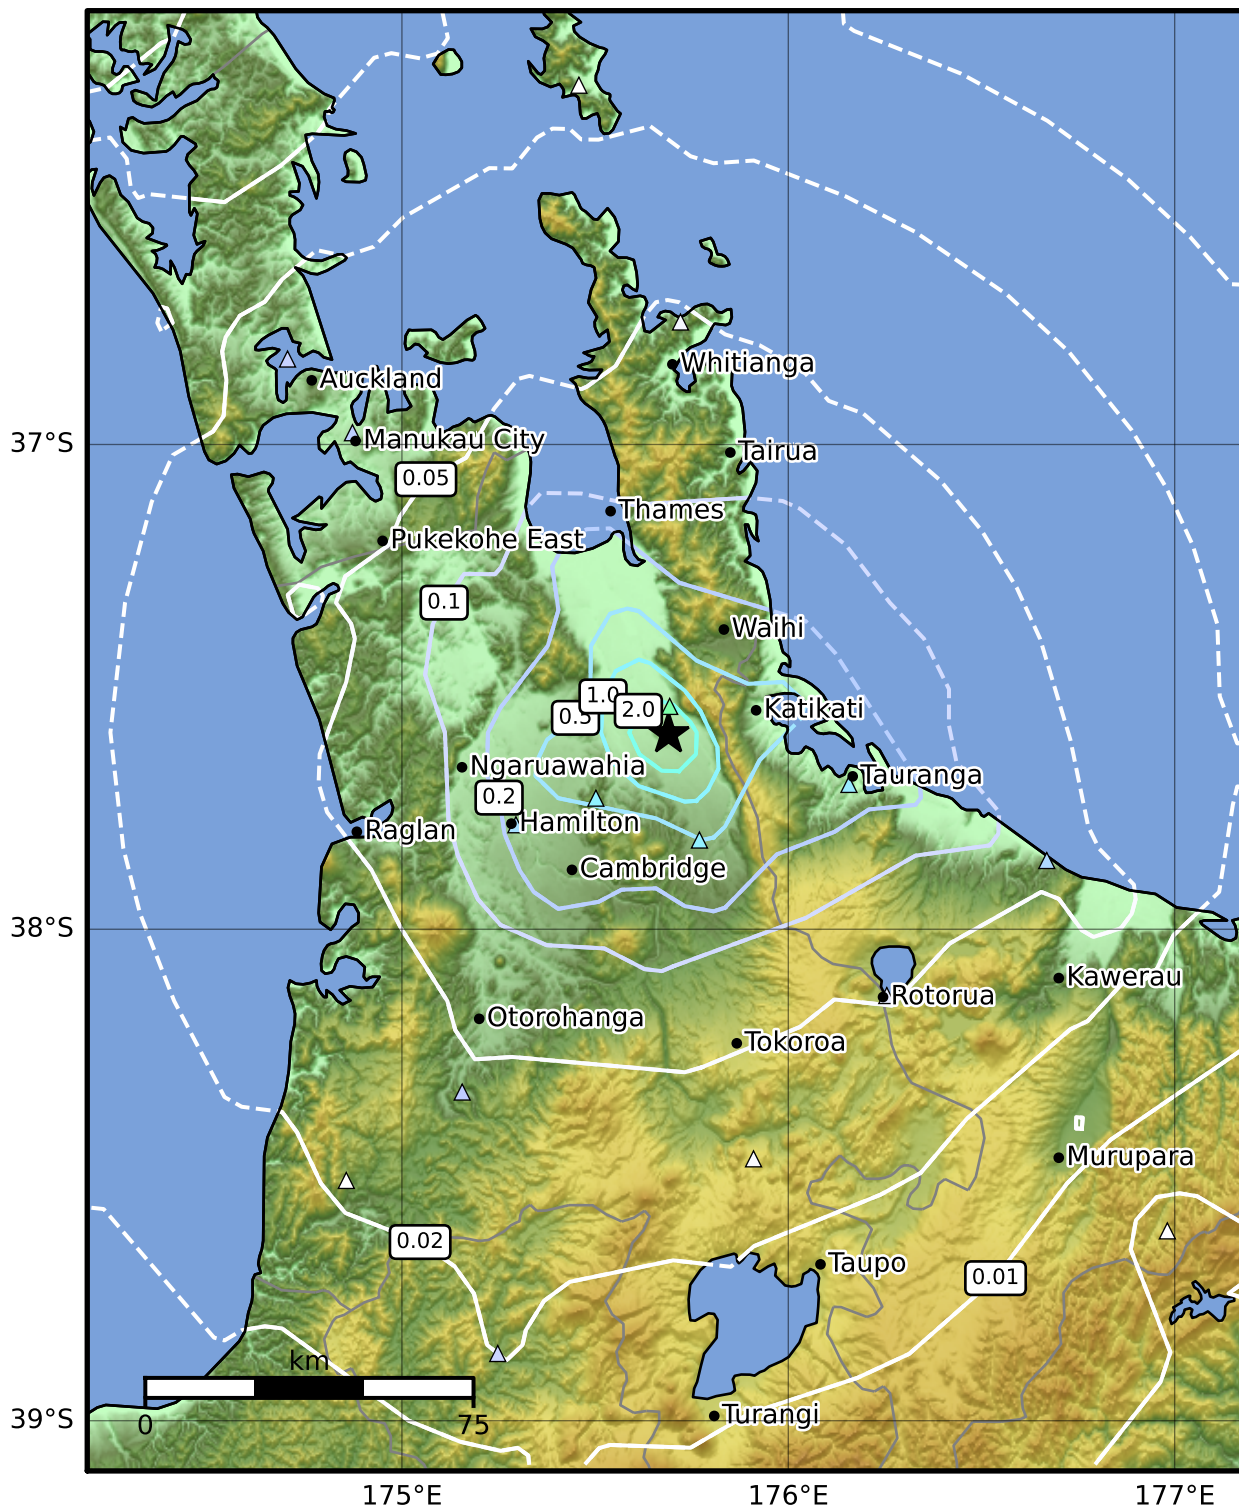 Whitianga
Auckland
Manukau City
37°S
Tairua
0.05
Thames
Pukekohe East
0.1
Waihi
1.0
2.0
0.5
Katikati
Ngaruawahia
Tauranga
0.2
Hamilton
Raglan
Cambridge
38°S
Kawerau
Rotorua
Otorohanga
Tokoroa
Murupara
0.02
Taupo
0.01
km
0
75
Turangi
39°S
175°E
176°E
177°E